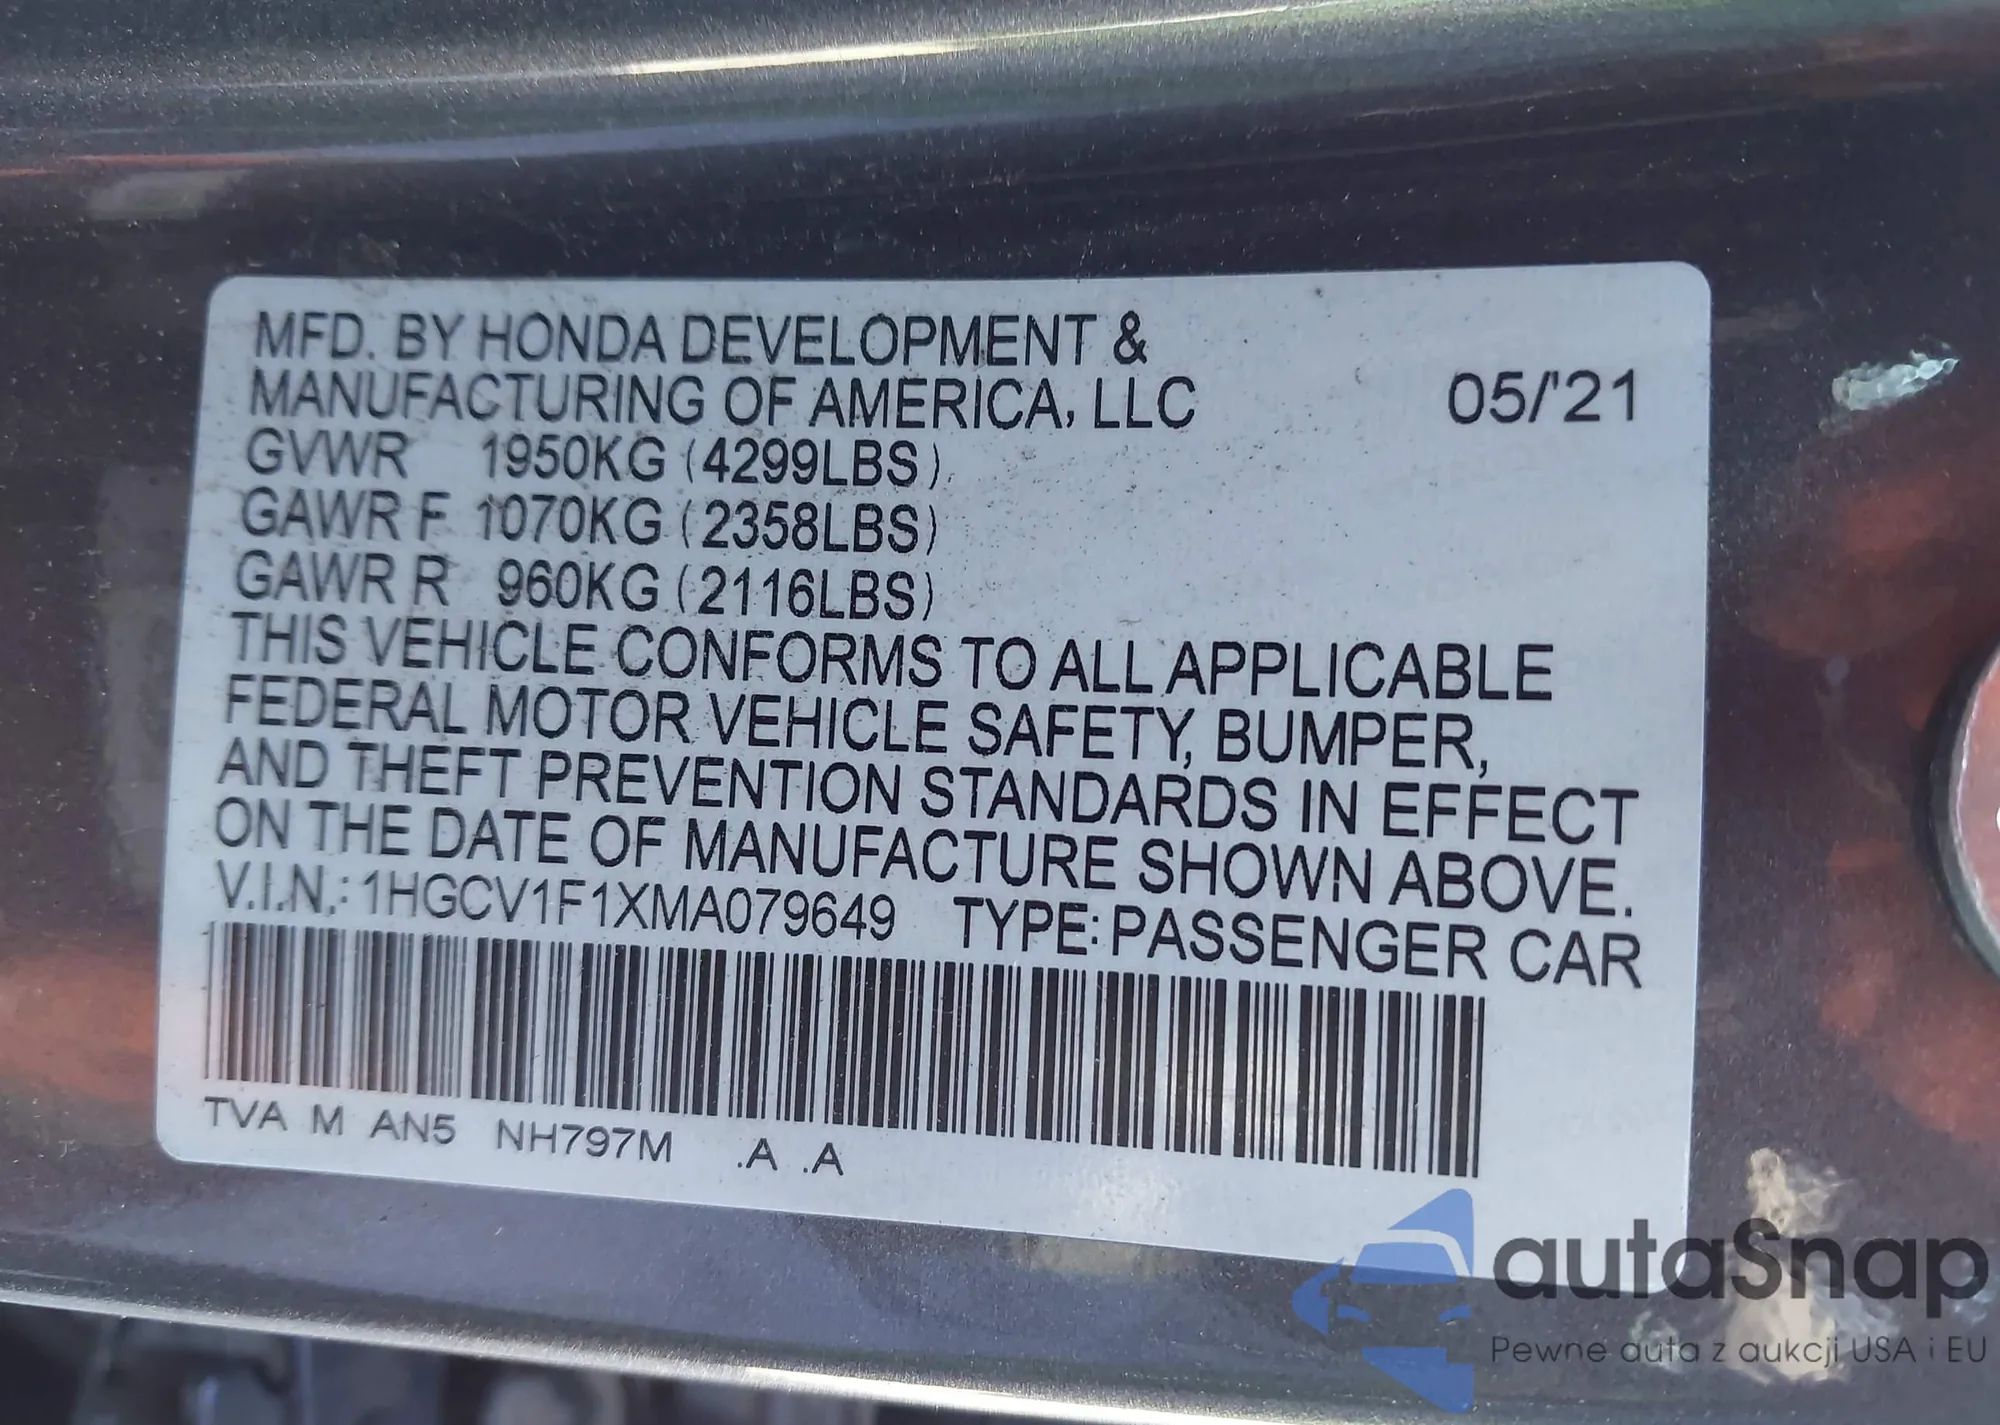 MFD. BY HONDA DEVELOPMENT &
MANUFACTURING OF AMERICA, LLC 05/'21
GVWR 1950KG (4299LBS)
GAWR F 1070KG (2358LBS)
GAWR R 960KG (2116LBS)
THIS VEHICLE CONFORMS TO ALL APPLICABLE
FEDERAL MOTOR VEHICLE SAFETY, BUMPER,
AND THEFT PREVENTION STANDARDS IN EFFECT
ON THE DATE OF MANUFACTURE SHOWN ABOVE.
V.I.N.: 1HGCV1F1XMA079649 TYPE: PASSENGER CAR
TVA M AN5 NH797M .A .A
autaSnap
Pewne auta z aukcji USA i EU